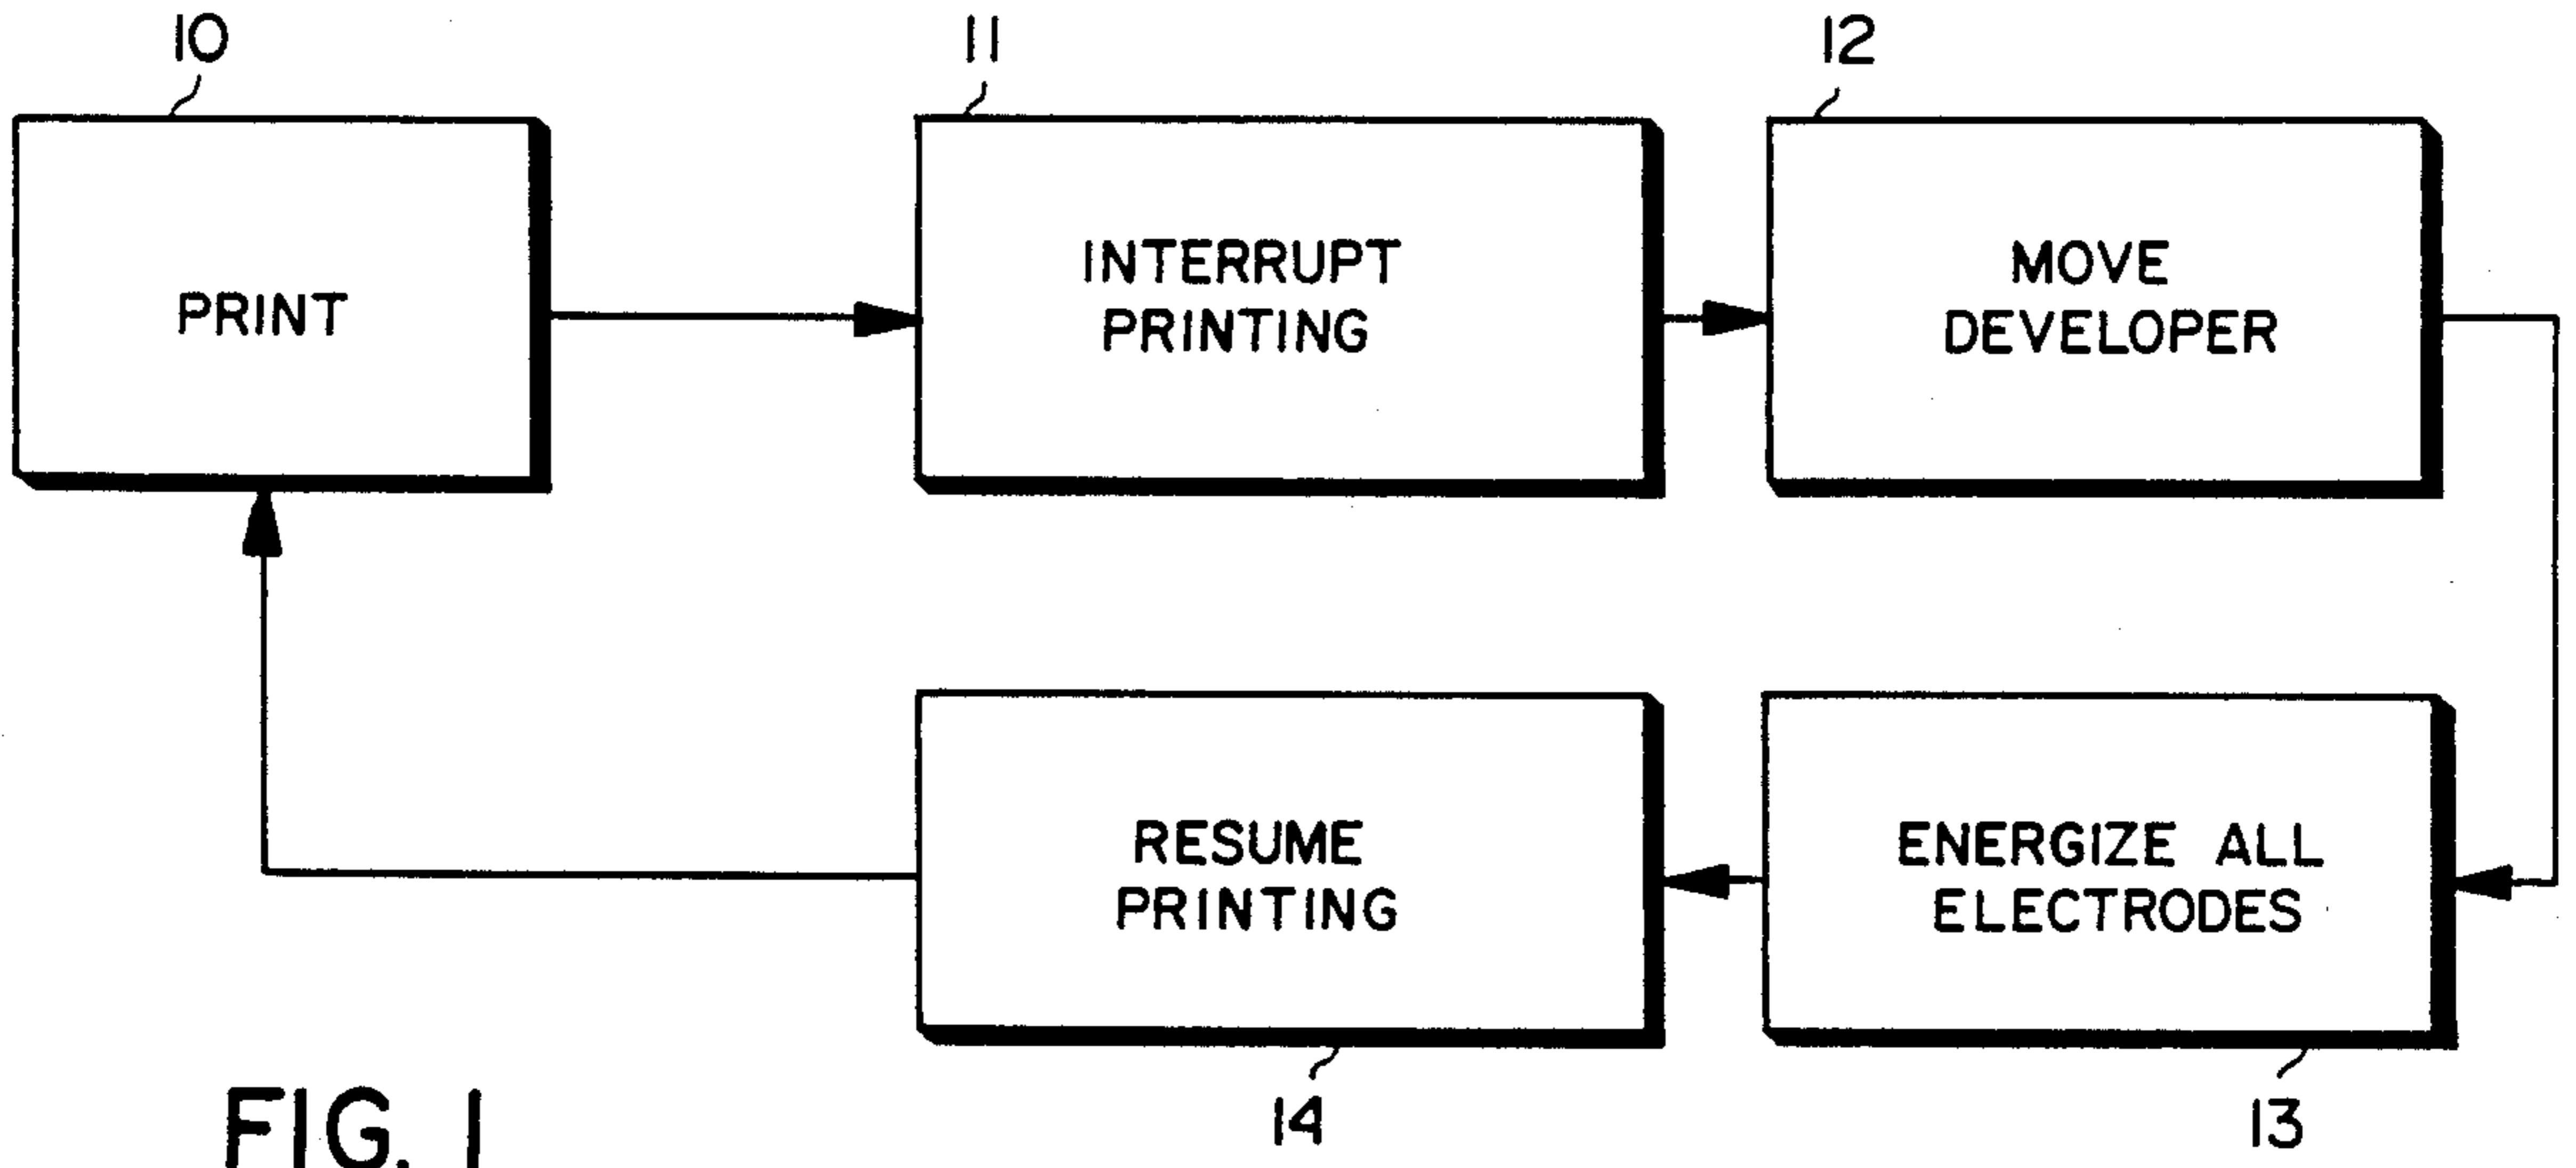 10
11
12
PRINT
INTERRUPT
PRINTING
MOVE
DEVELOPER
RESUME
PRINTING
ENERGIZE ALL
ELECTRODES
14
13
FIG. 1